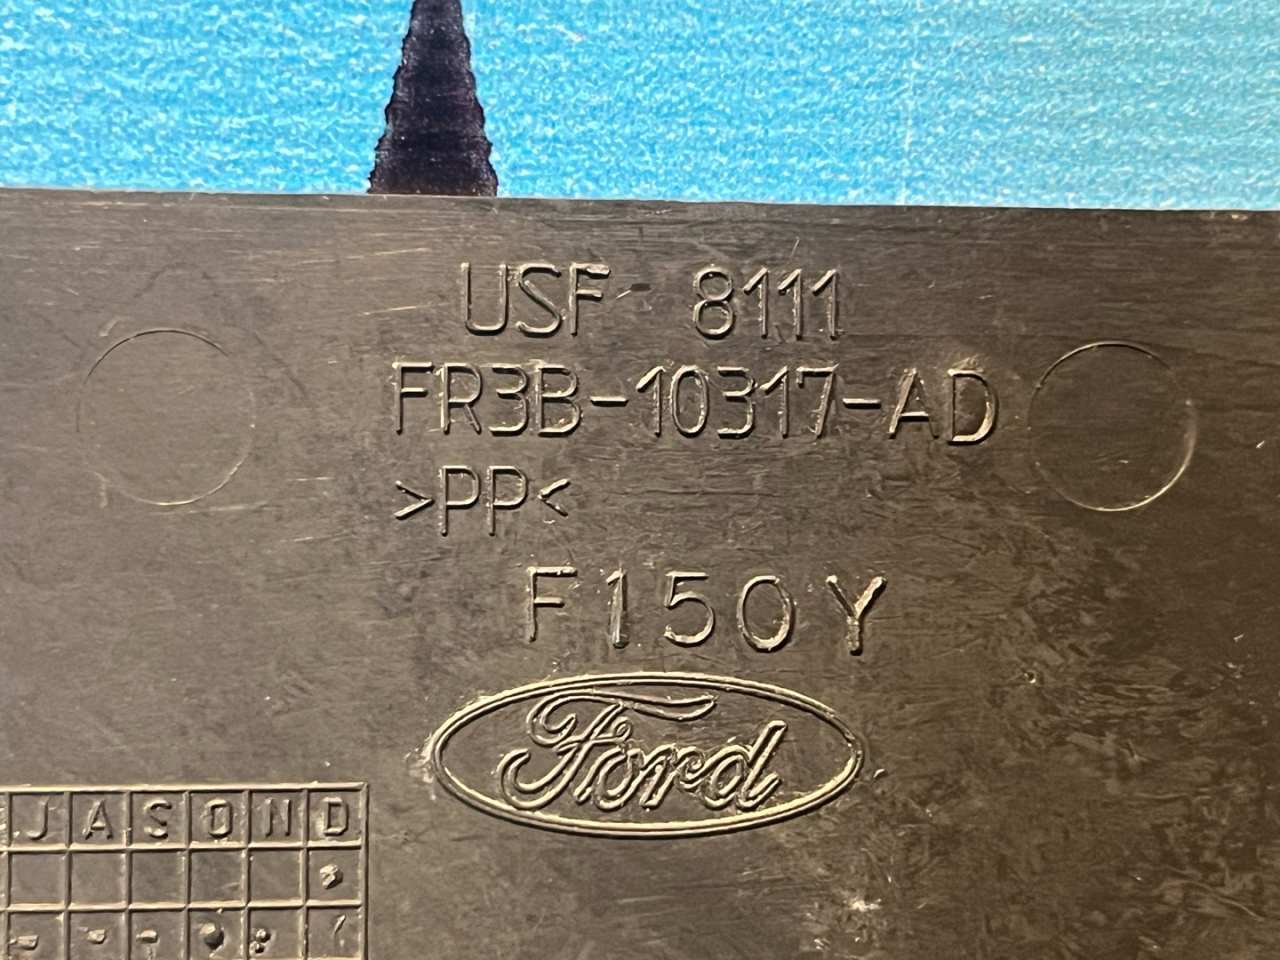 USF 8111
FR3B-10317-AD
>PP<
F150Y
Ford
J A S O N D